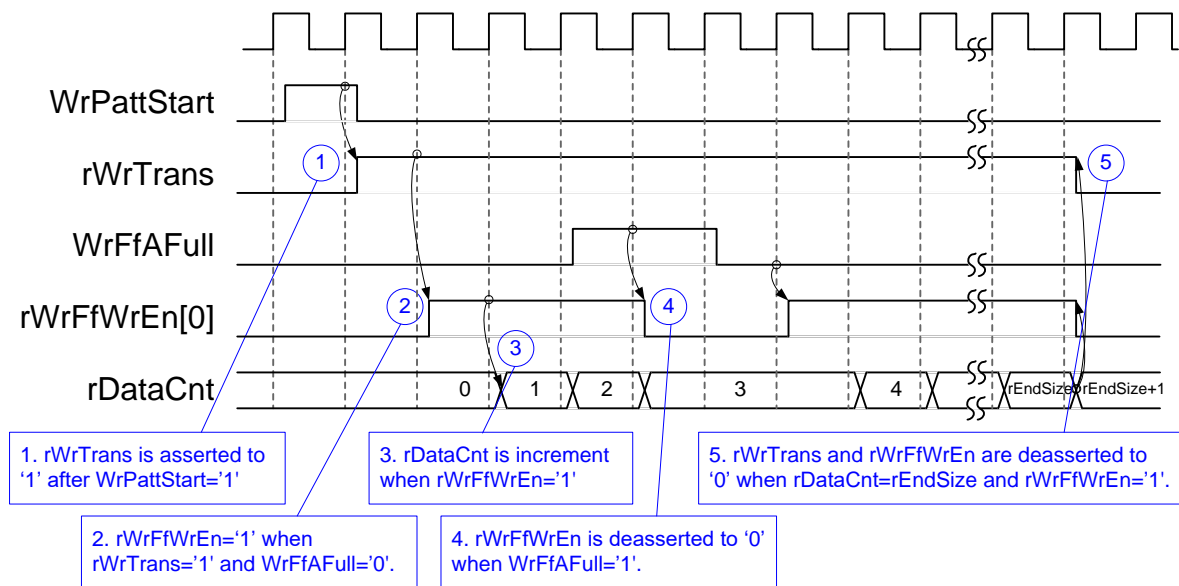 WrPattStart
rWrTrans
1
5
WrFfAFull
rWrFfWrEn[0]
2
4
3
rDataCnt
0
1
2
3
4
rEndSize
rEndSize+1
1. rWrTrans is asserted to
‘1’ after WrPattStart=’1'
3. rDataCnt is increment
when rWrFfWrEn=’1'
5. rWrTrans and rWrFfWrEn are deasserted to
‘0’ when rDataCnt=rEndSize and rWrFfWrEn=’1'.
2. rWrFfWrEn=‘1’ when
rWrTrans=’1' and WrFfAFull=’0’.
4. rWrFfWrEn is deasserted to ‘0’
when WrFfAFull=’1'.